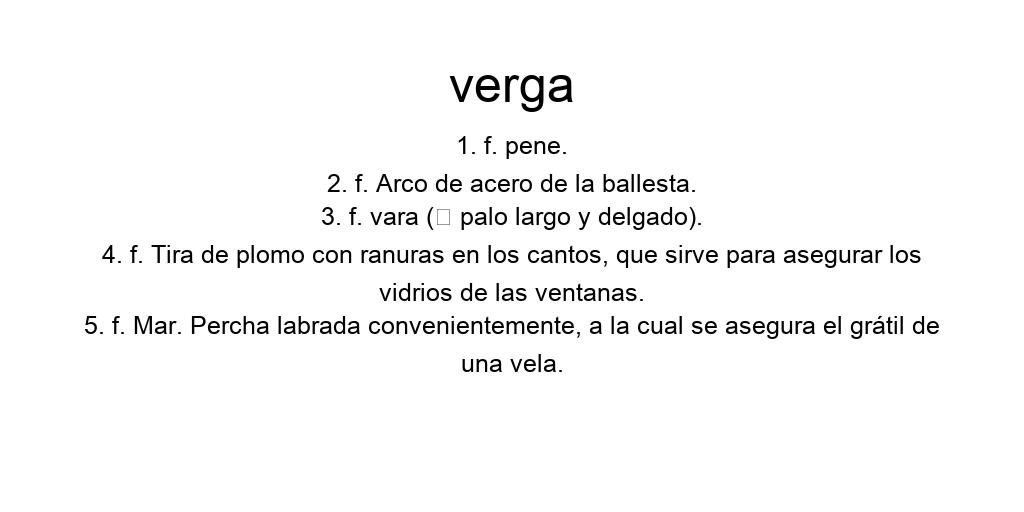 verga
1. f. pene.
2. f. Arco de acero de la ballesta.
3. f. vara (□ palo largo y delgado).
4. f. Tira de plomo con ranuras en los cantos, que sirve para asegurar los
vidrios de las ventanas.
5. f. Mar. Percha labrada convenientemente, a la cual se asegura el grátil de
una vela.